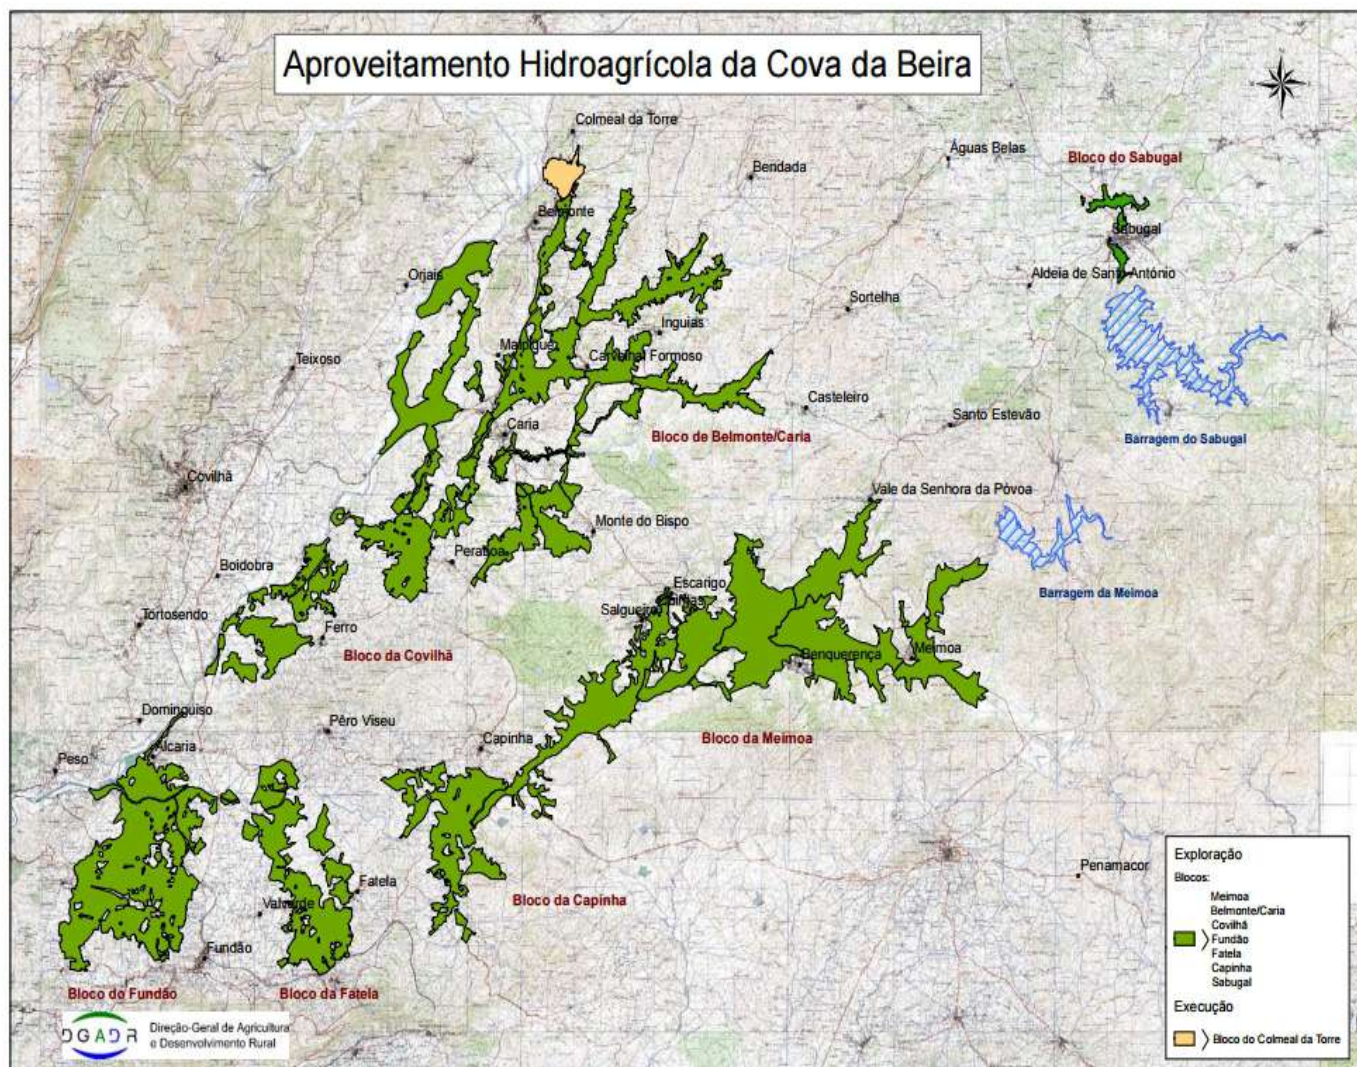 Aproveitamento Hidroagrícola da Cova da Beira
Colmeal da Torre
Águas Belas
Bloco do Sabugal
Bendada
Belmonte
Sabugal
Orjais
Aldeia de Santo António
Sortelha
Inguias
Teixoso
Carvalhal Formoso
Casteleiro
Santo Estevão
Caria
Bloco de Belmonte/Caria
Barragem do Sabugal
Covilhã
Vale da Senhora da Póvoa
Monte do Bispo
Peraboa
Boidobra
Escarigo
Barragem da Meimoa
Salgueiro
Tortosendo
Ferro
Bloco da Covilhã
Benquerença
Meimoa
Dominguiso
Pêro Viseu
Capinha
Bloco da Meimoa
Alcaria
Peso
Penamacor
Fatela
Bloco da Capinha
Valverde
Fundão
Bloco do Fundão
Bloco da Fatela
Exploração
Blocos:
Meimoa
Belmonte/Caria
Covilhã
Fundão
Fatela
Capinha
Sabugal
Execução
Bloco do Colmeal da Torre
DGADR
Direção-Geral de Agricultura
e Desenvolvimento Rural